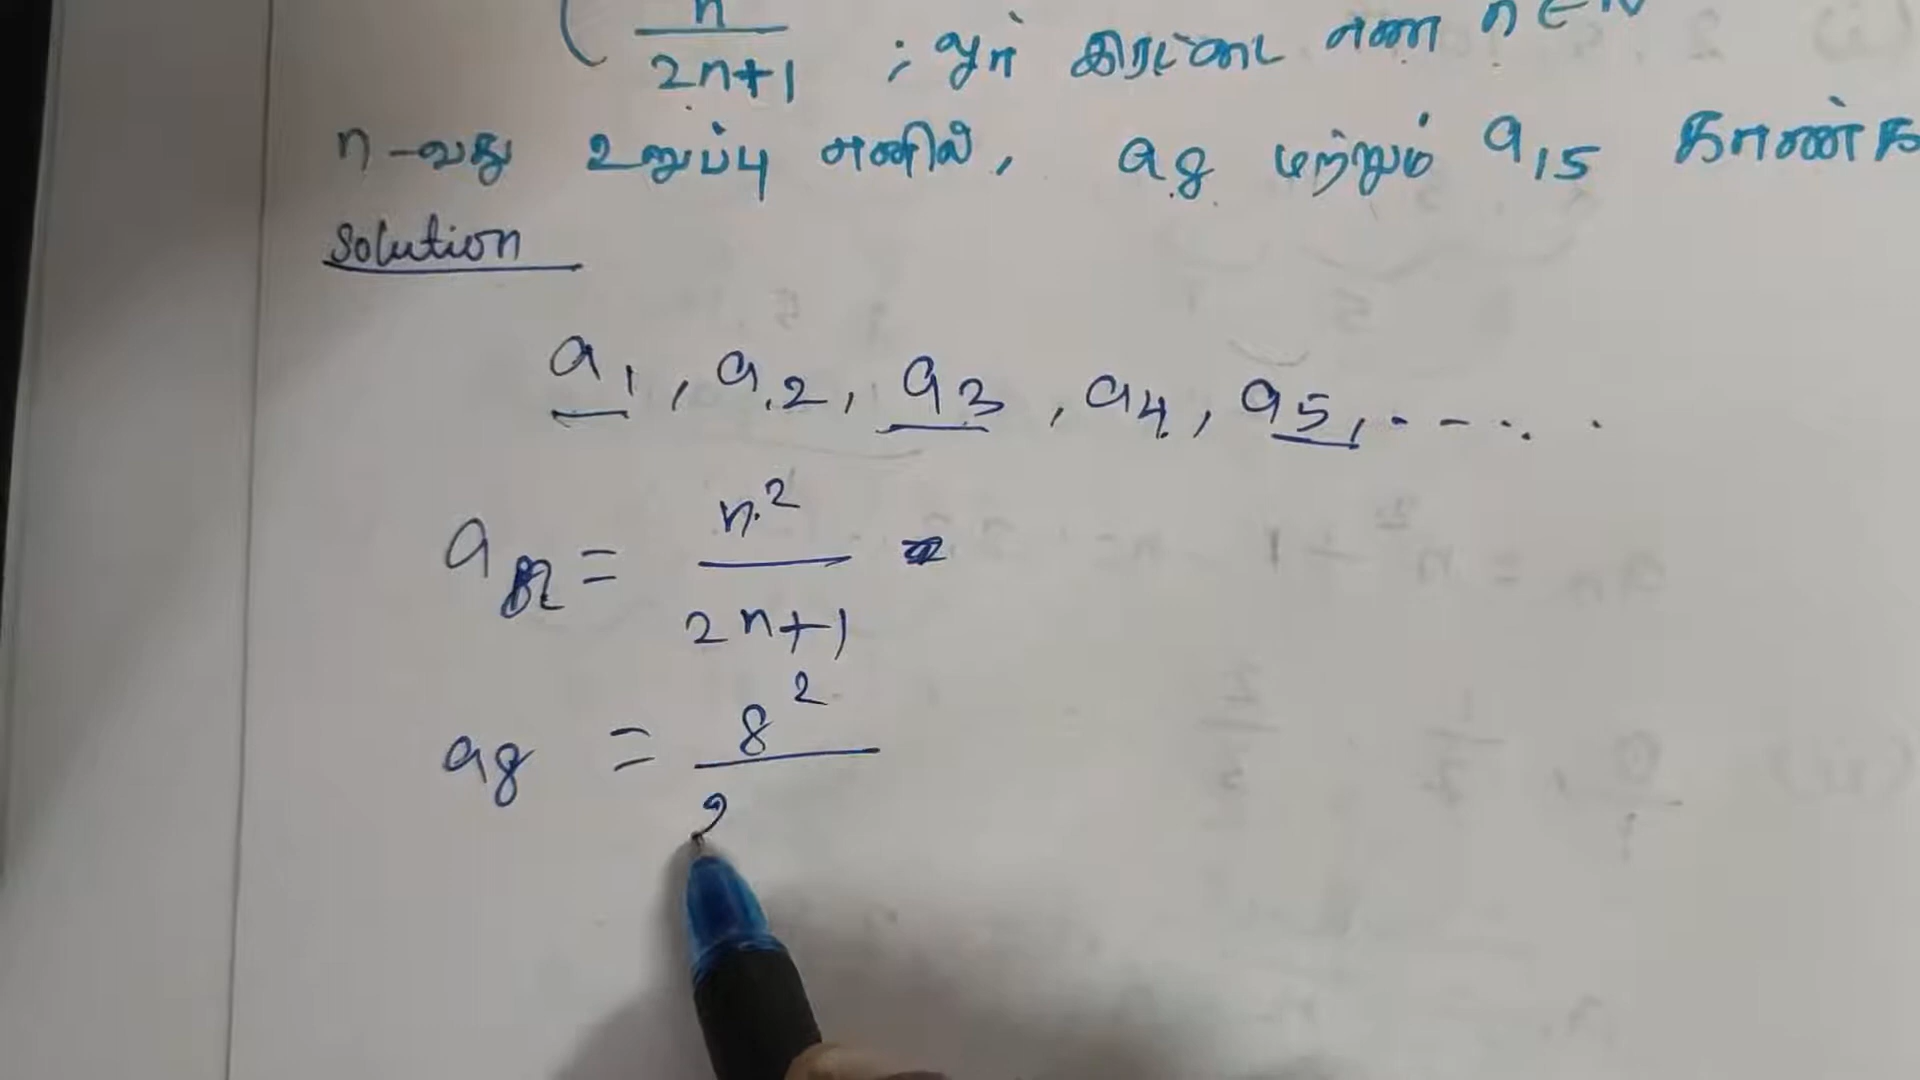 n
2n+1 ; ஓர் இரட்டை எண் n ∈ N
n-வது உறுப்பு எனில், a₈ மற்றும் a₁₅ காண்க
Solution
a₁, a₂, a₃, a₄, a₅, . - - . . .
aₙ = n²
2n+1
a₈ = 8²
2